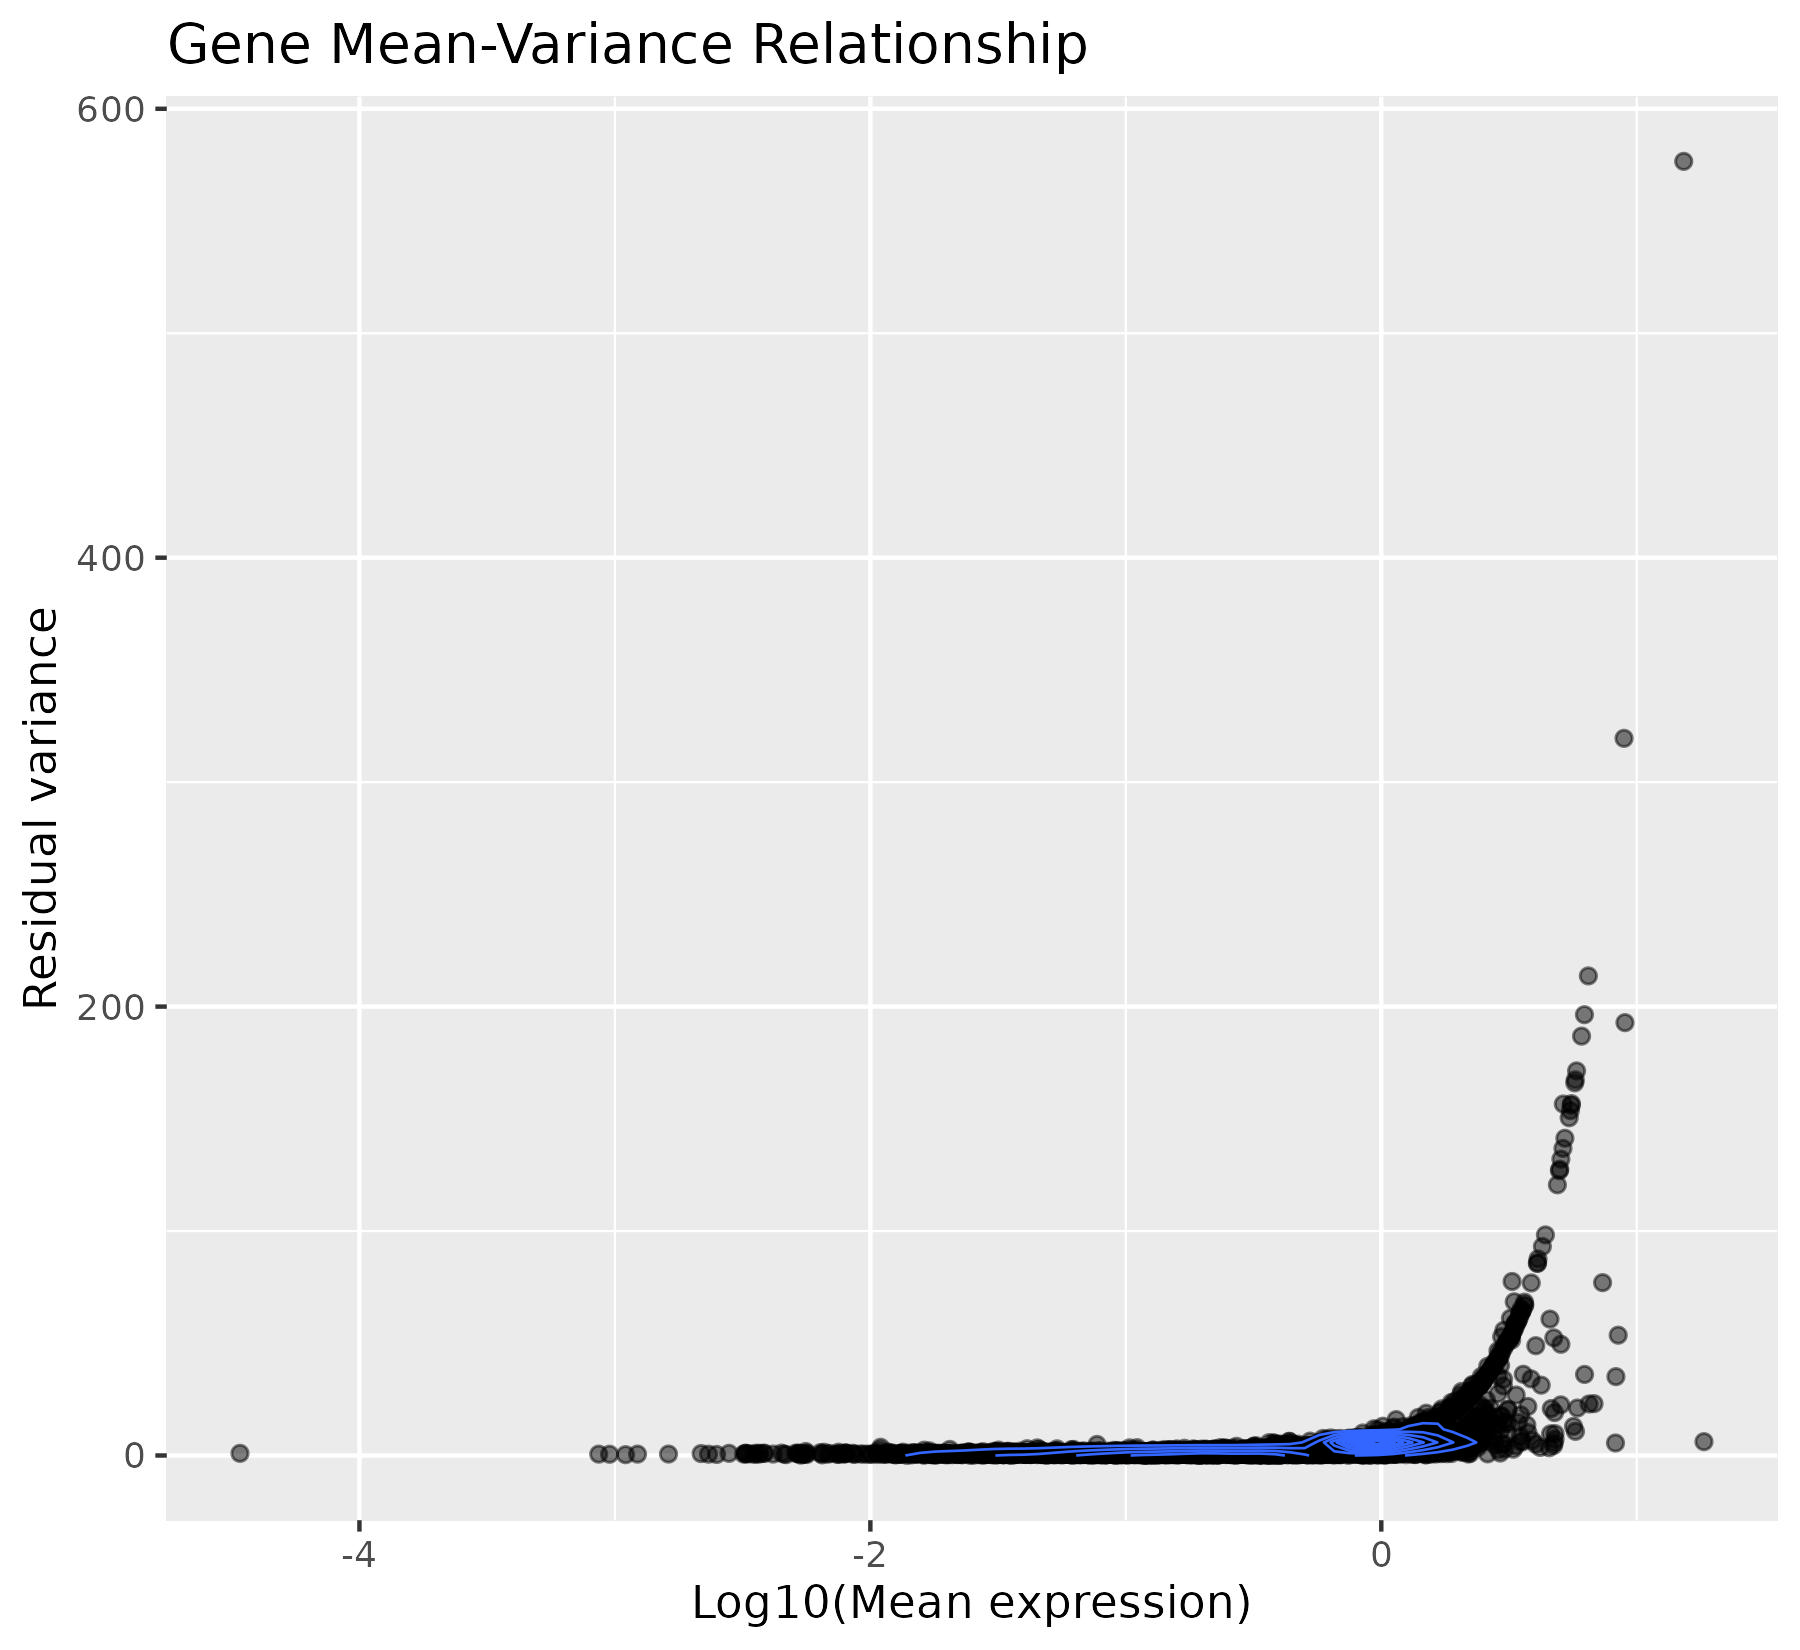 Gene Mean-Variance Relationship
600
400
200
0
Residual variance
-4
-2
0
Log10(Mean expression)